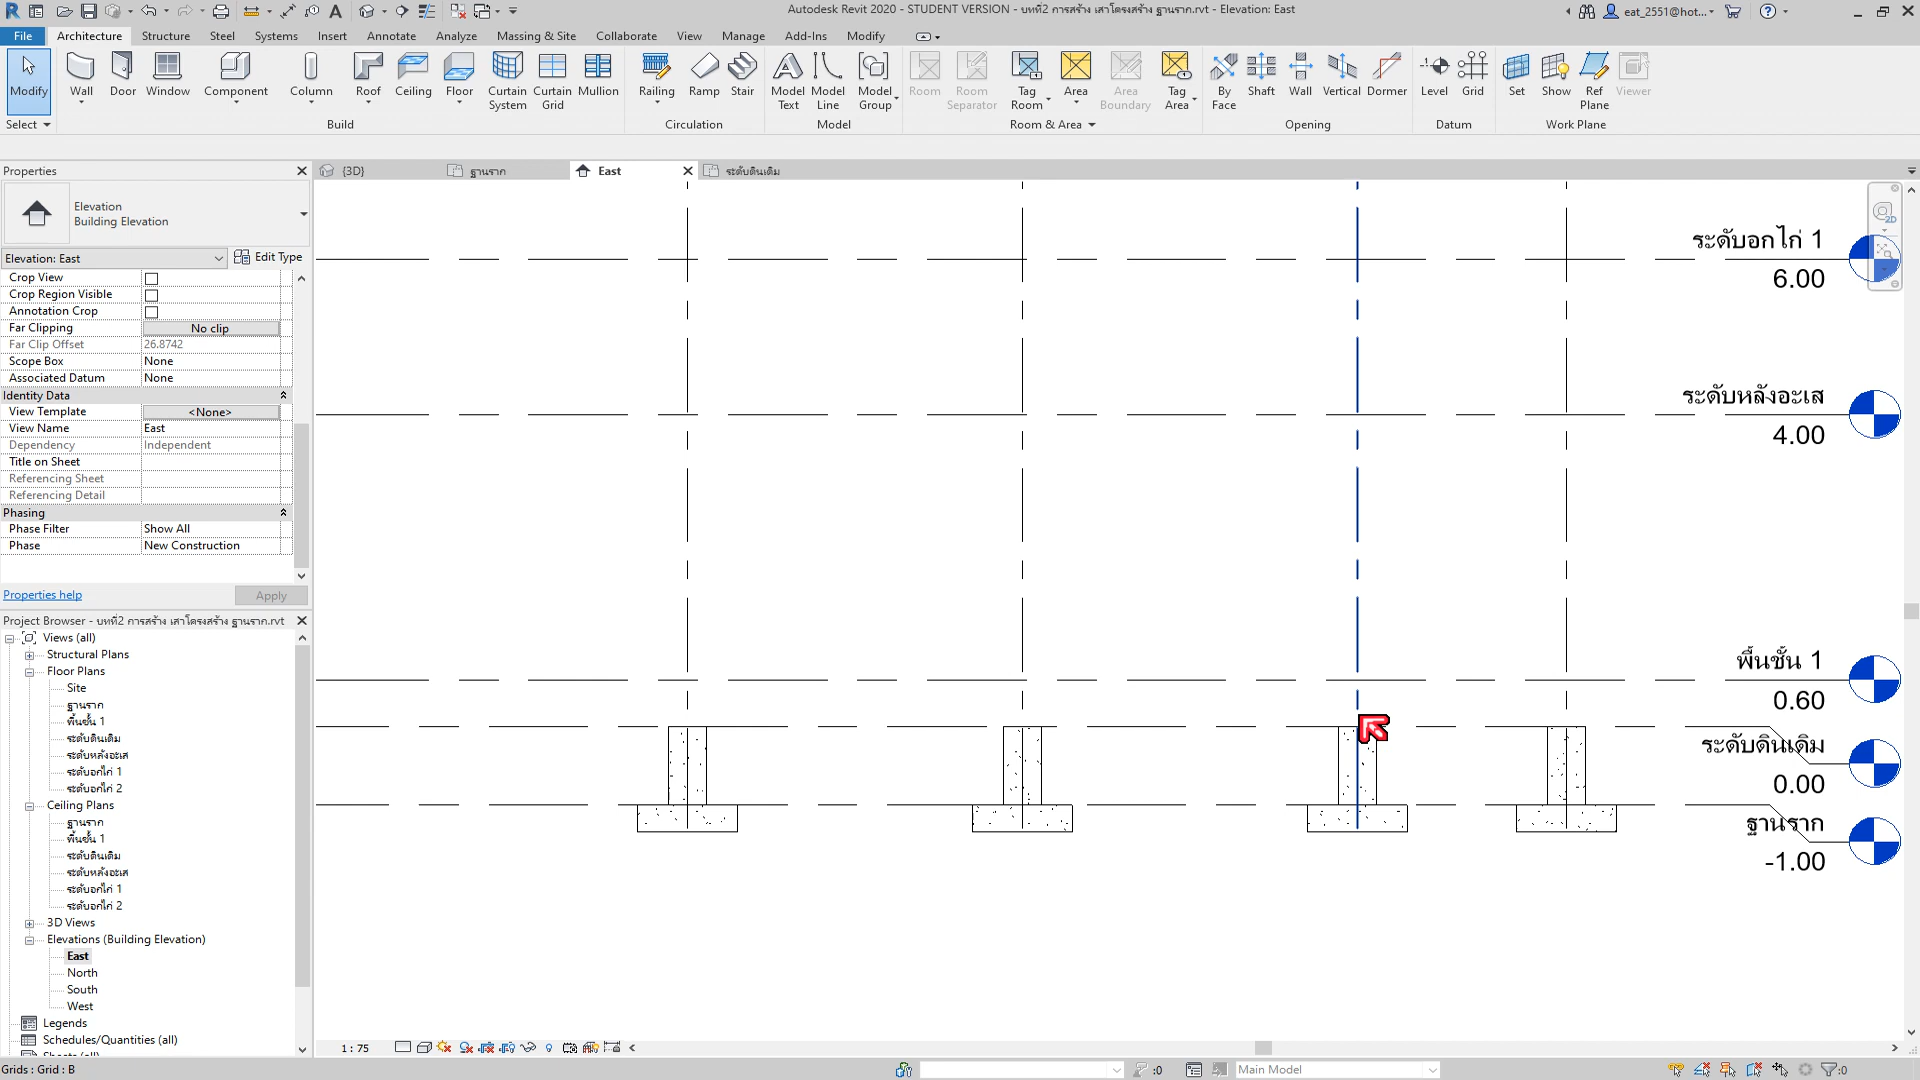 Autodesk Revit 2020 - STUDENT VERSION - บทที่2 การสร้าง เสาโครงสร้าง ฐานราก.rvt - Elevation: East
eat_2551@hot...
File Architecture Structure Steel Systems Insert Annotate Analyze Massing & Site Collaborate View Manage Add-Ins Modify
Modify Wall Door Window Component Column Roof Ceiling Floor Curtain System Curtain Grid Mullion Railing Ramp Stair Model Text Model Line Model Group Room Room Separator Tag Room Area Area Boundary Tag Area By Face Shaft Wall Vertical Dormer Level Grid Set Show Ref Plane Viewer
Select Build Circulation Model Room & Area Opening Datum Work Plane
Properties
{3D} ฐานราก East ระดับดินเดิม
Elevation
Building Elevation
Elevation: East Edit Type
Crop View
Crop Region Visible
Annotation Crop
Far Clipping No clip
Far Clip Offset 26.8742
Scope Box None
Associated Datum None
Identity Data
View Template <None>
View Name East
Dependency Independent
Title on Sheet
Referencing Sheet
Referencing Detail
Phasing
Phase Filter Show All
Phase New Construction
Properties help Apply
Project Browser - บทที่2 การสร้าง เสาโครงสร้าง ฐานราก.rvt
Views (all)
Structural Plans
Floor Plans
Site
ฐานราก
พื้นชั้น 1
ระดับดินเดิม
ระดับหลังอะเส
ระดับอกไก่ 1
ระดับอกไก่ 2
Ceiling Plans
ฐานราก
พื้นชั้น 1
ระดับดินเดิม
ระดับหลังอะเส
ระดับอกไก่ 1
ระดับอกไก่ 2
3D Views
Elevations (Building Elevation)
East
North
South
West
Legends
Schedules/Quantities (all)
Sheets (all)
ระดับอกไก่ 1
6.00
2D
ระดับหลังอะเส
4.00
พื้นชั้น 1
0.60
ระดับดินเดิม
0.00
ฐานราก
-1.00
1 : 75
Grids : Grid : B
:0
Main Model
:0